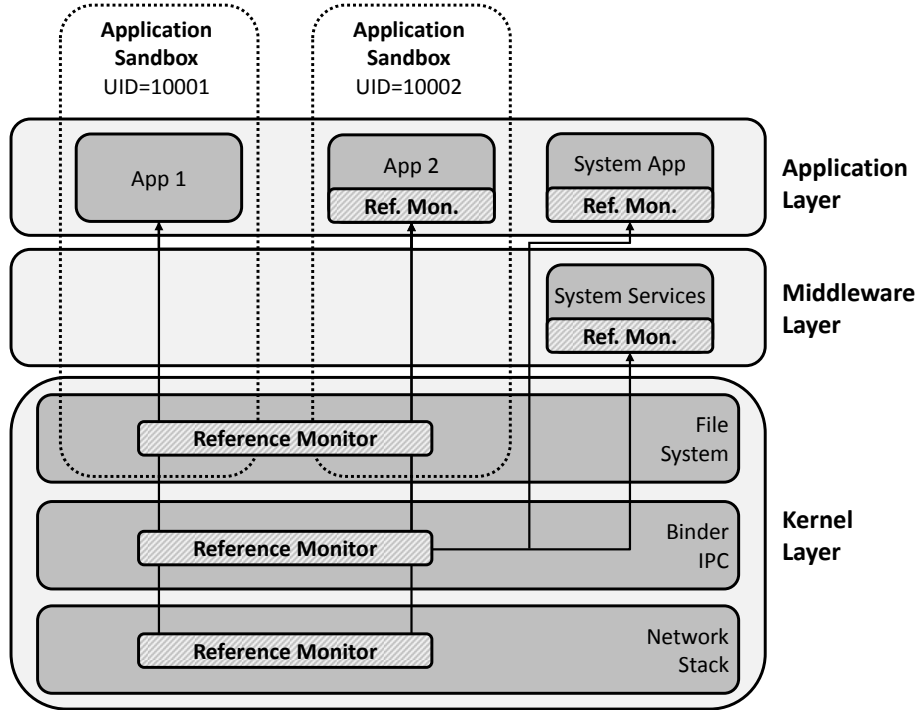 Application
Sandbox
UID=10001
Application
Sandbox
UID=10002
App 1
App 2
Ref. Mon.
System App
Ref. Mon.
Application
Layer
System Services
Ref. Mon.
Middleware
Layer
Reference Monitor
File
System
Reference Monitor
Binder
IPC
Kernel
Layer
Reference Monitor
Network
Stack